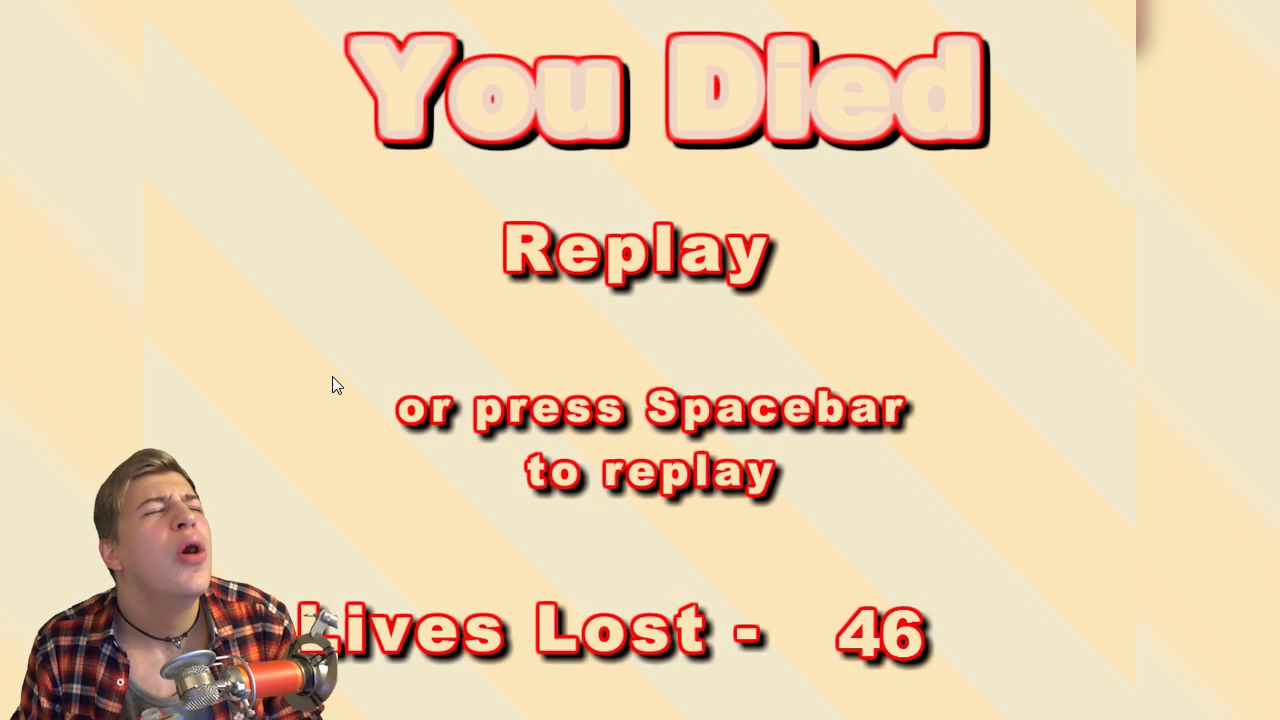 You Died
Replay
or press Spacebar
to replay
Lives Lost - 46